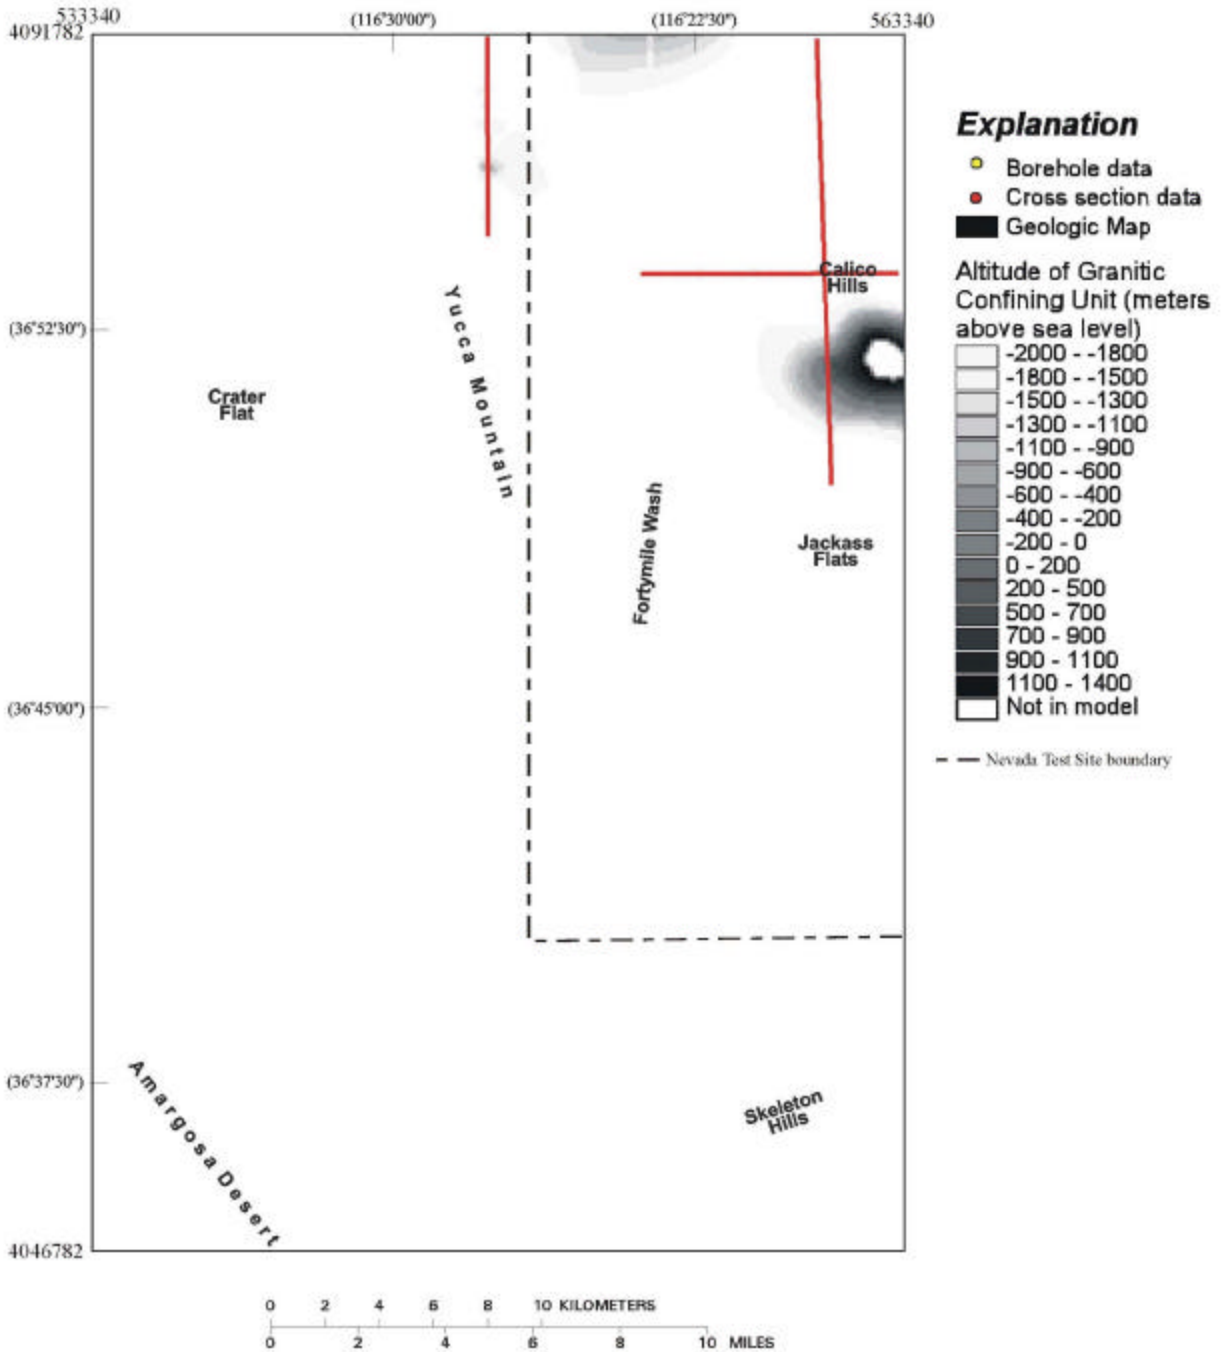 533340
(116°30'00")
(116°22'30")
563340
4091782
Explanation
Borehole data
Cross section data
Geologic Map
Altitude of Granitic
Confining Unit (meters
above sea level)
-2000 - -1800
-1800 - -1500
-1500 - -1300
-1300 - -1100
-1100 - -900
-900 - -600
-600 - -400
-400 - -200
-200 - 0
0 - 200
200 - 500
500 - 700
700 - 900
900 - 1100
1100 - 1400
Not in model
Nevada Test Site boundary
Calico
Hills
(36°52'30")
Yucca Mountain
Crater
Flat
Fortymile Wash
Jackass
Flats
(36°45'00")
(36°37'30")
Amargosa Desert
Skeleton
Hills
4046782
0 2 4 6 8 10 KILOMETERS
0 2 4 6 8 10 MILES